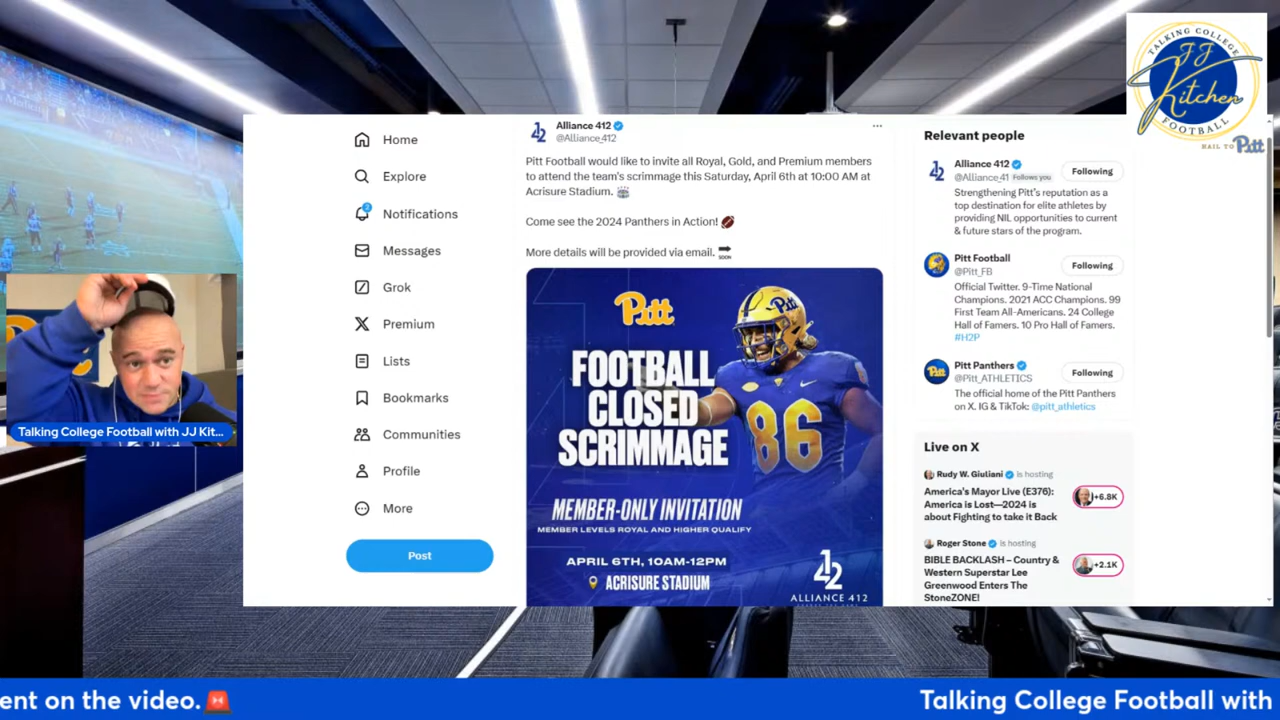 TALKING COLLEGE
JJ
Kitchen
FOOTBALL
HAIL TO Pitt
Home
Explore
2
Notifications
Messages
Grok
Premium
Lists
Bookmarks
Communities
Profile
More
Post
Alliance 412
@Alliance_412
Pitt Football would like to invite all Royal, Gold, and Premium members
to attend the team's scrimmage this Saturday, April 6th at 10:00 AM at
Acrisure Stadium.
Come see the 2024 Panthers in Action!
More details will be provided via email.
SOON
Pitt
FOOTBALL
CLOSED
SCRIMMAGE
Pitt
86
MEMBER-ONLY INVITATION
MEMBER LEVELS ROYAL AND HIGHER QUALIFY
APRIL 6TH, 10AM-12PM
ACRISURE STADIUM
412
ALLIANCE 412
Relevant people
Alliance 412
@Alliance_41 Follows you
Following
Strengthening Pitt's reputation as a
top destination for elite athletes by
providing NIL opportunities to current
& future stars of the program.
Pitt Football
@Pitt_FB
Following
Official Twitter. 9-Time National
Champions. 2021 ACC Champions. 99
First Team All-Americans. 24 College
Hall of Famers. 10 Pro Hall of Famers.
#H2P
Pitt Panthers
@Pitt_ATHLETICS
Following
The official home of the Pitt Panthers
on X. IG & TikTok: @pitt_athletics
Live on X
Rudy W. Giuliani is hosting
America's Mayor Live (E376):
America is Lost—2024 is
about Fighting to take it Back
+6.8K
Roger Stone is hosting
BIBLE BACKLASH – Country &
Western Superstar Lee
Greenwood Enters The
StoneZONE!
+2.1K
Talking College Football with JJ Kit...
ent on the video.
Talking College Football with